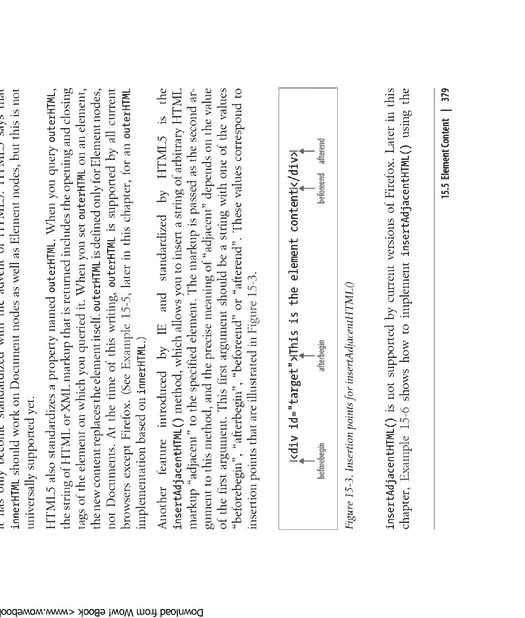 it has only become standardized with the advent of HTML5. HTML5 says that
innerHTML should work on Document nodes as well as Element nodes, but this is not
universally supported yet.
HTML5 also standardizes a property named outerHTML. When you query outerHTML,
the string of HTML or XML markup that is returned includes the opening and closing
tags of the element on which you queried it. When you set outerHTML on an element,
the new content replaces the element itself. outerHTML is defined only for Element nodes,
not Documents. At the time of this writing, outerHTML is supported by all current
browsers except Firefox. (See Example 15-5, later in this chapter, for an outerHTML
implementation based on innerHTML.)
Another feature introduced by IE and standardized by HTML5 is the
insertAdjacentHTML() method, which allows you to insert a string of arbitrary HTML
markup “adjacent” to the specified element. The markup is passed as the second ar-
gument to this method, and the precise meaning of “adjacent” depends on the value
of the first argument. This first argument should be a string with one of the values
“beforebegin”, “afterbegin”, “beforeend” or “afterend”. These values correspond to
insertion points that are illustrated in Figure 15-3.
|<div id="target">|This is the element content|</div>|
beforebegin afterbegin beforeend afterend
Figure 15-3. Insertion points for insertAdjacentHTML()
insertAdjacentHTML() is not supported by current versions of Firefox. Later in this
chapter, Example 15-6 shows how to implement insertAdjacentHTML() using the
15.5 Element Content | 379
Download from Wow! eBook <www.wowebook